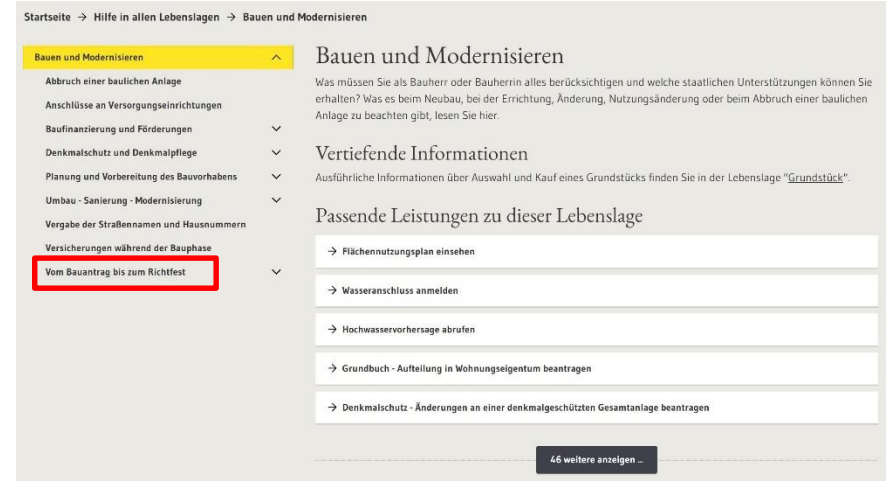 Startseite → Hilfe in allen Lebenslagen → Bauen und Modernisieren
Bauen und Modernisieren
Abbruch einer baulichen Anlage
Anschlüsse an Versorgungseinrichtungen
Baufinanzierung und Förderungen
Denkmalschutz und Denkmalpflege
Planung und Vorbereitung des Bauvorhabens
Umbau - Sanierung - Modernisierung
Vergabe der Straßennamen und Hausnummern
Versicherungen während der Bauphase
Vom Bauantrag bis zum Richtfest
Bauen und Modernisieren
Was müssen Sie als Bauherr oder Bauherrin alles berücksichtigen und welche staatlichen Unterstützungen können Sie
erhalten? Was es beim Neubau, bei der Errichtung, Änderung, Nutzungsänderung oder beim Abbruch einer baulichen
Anlage zu beachten gibt, lesen Sie hier.
Vertiefende Informationen
Ausführliche Informationen über Auswahl und Kauf eines Grundstücks finden Sie in der Lebenslage "Grundstück".
Passende Leistungen zu dieser Lebenslage
→ Flächennutzungsplan einsehen
→ Wasseranschluss anmelden
→ Hochwasservorhersage abrufen
→ Grundbuch - Aufteilung in Wohnungseigentum beantragen
→ Denkmalschutz - Änderungen an einer denkmalgeschützten Gesamtanlage beantragen
46 weitere anzeigen ...